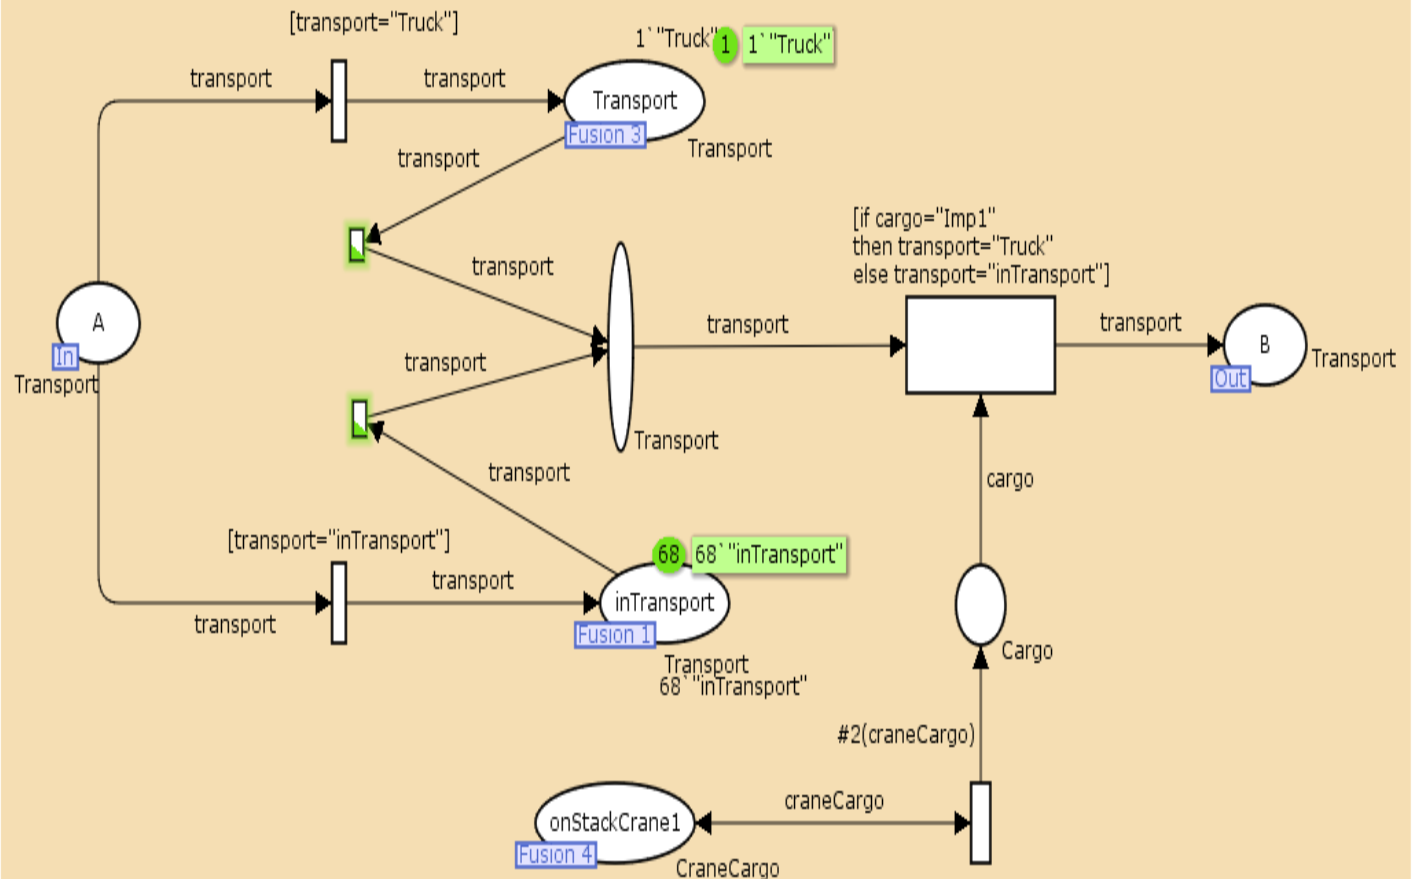 [transport="Truck"]
1`"Truck"
1
1`"Truck"
transport
transport
Transport
Fusion 3
Transport
transport
[if cargo="Imp1"
then transport="Truck"
else transport="inTransport"]
transport
A
In
Transport
transport
transport
B
Out
Transport
transport
Transport
transport
cargo
[transport="inTransport"]
68
68`"inTransport"
transport
transport
inTransport
Fusion 1
Transport
68`"inTransport"
Cargo
#2(craneCargo)
craneCargo
onStackCrane1
Fusion 4
CraneCargo